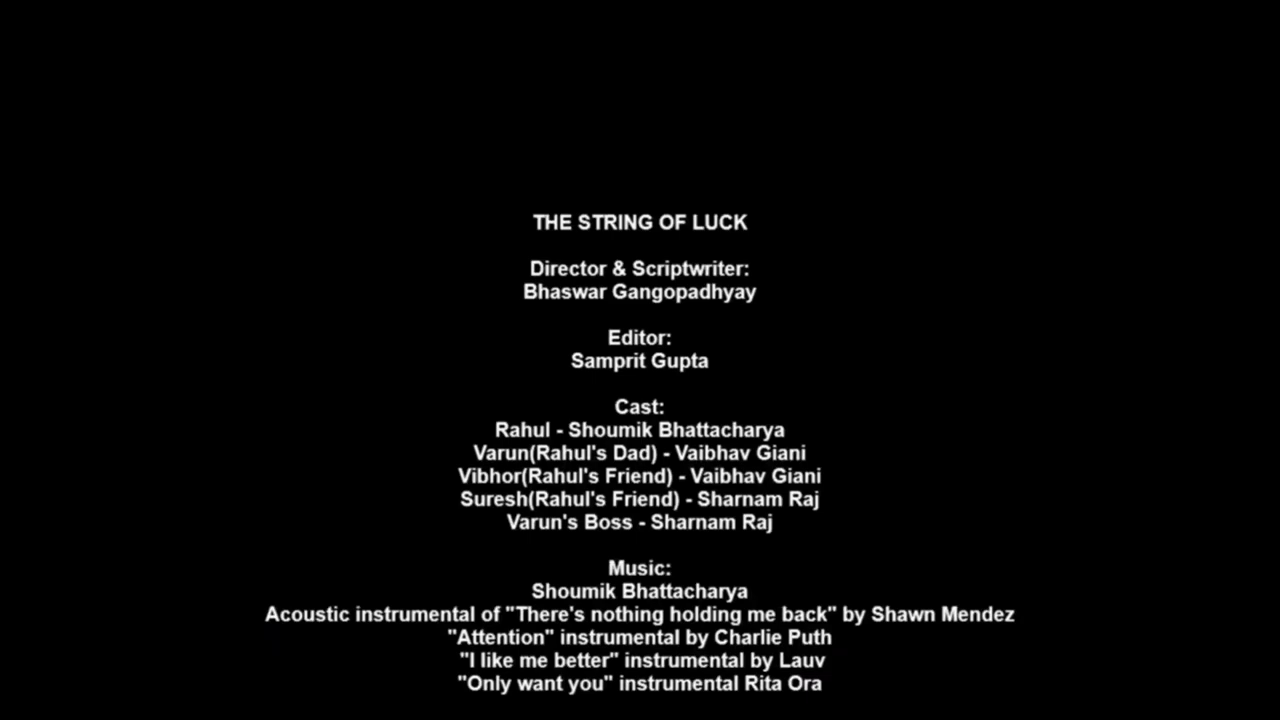 THE STRING OF LUCK
Director & Scriptwriter:
Bhaswar Gangopadhyay
Editor:
Samprit Gupta
Cast:
Rahul - Shoumik Bhattacharya
Varun(Rahul's Dad) - Vaibhav Giani
Vibhor(Rahul's Friend) - Vaibhav Giani
Suresh(Rahul's Friend) - Sharnam Raj
Varun's Boss - Sharnam Raj
Music:
Shoumik Bhattacharya
Acoustic instrumental of "There's nothing holding me back" by Shawn Mendez
"Attention" instrumental by Charlie Puth
"I like me better" instrumental by Lauv
"Only want you" instrumental Rita Ora